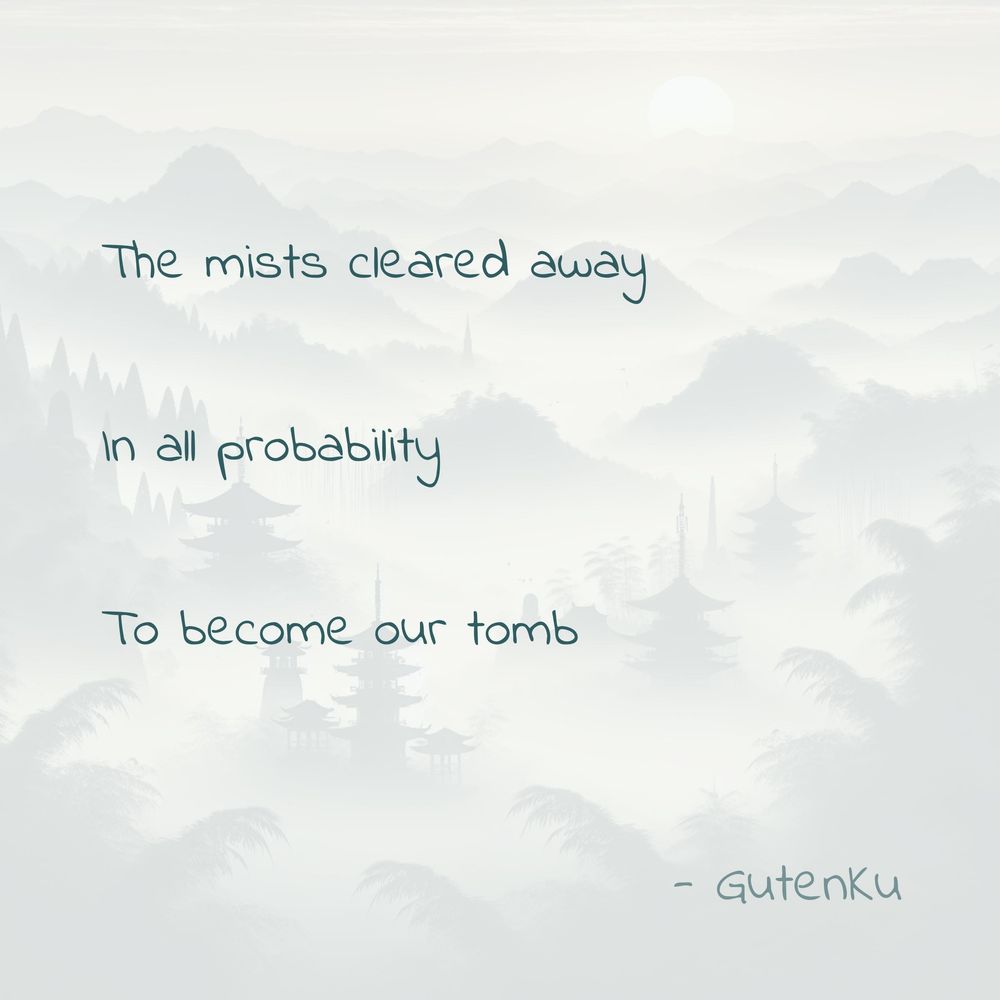 The mists cleared away
In all probability
To become our tomb
- GutenKu